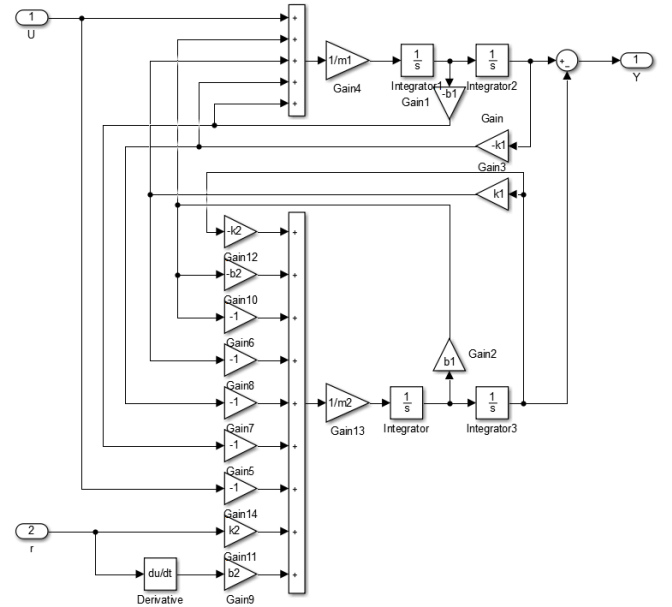 1
U
+
+
+
+
+
1/m1
Gain4
1
s
Integrator1
-b1
Gain1
1
s
Integrator2
+
−
1
Y
Gain
-k1
Gain3
k1
-k2
+
Gain12
-b2
+
Gain10
-1
+
Gain6
-1
+
Gain8
-1
+
Gain7
-1
+
Gain5
-1
+
Gain14
k2
+
Gain11
b2
+
Gain9
b1
Gain2
1/m2
Gain13
1
s
Integrator
1
s
Integrator3
2
r
du/dt
Derivative